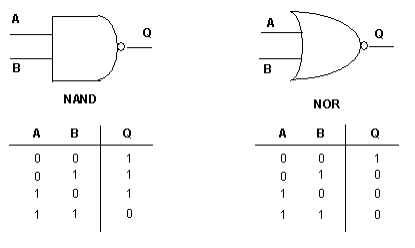 A
B
Q
NAND
A B Q
0 0 1
0 1 1
1 0 1
1 1 0
A
B
Q
NOR
A B Q
0 0 1
0 1 0
1 0 0
1 1 0